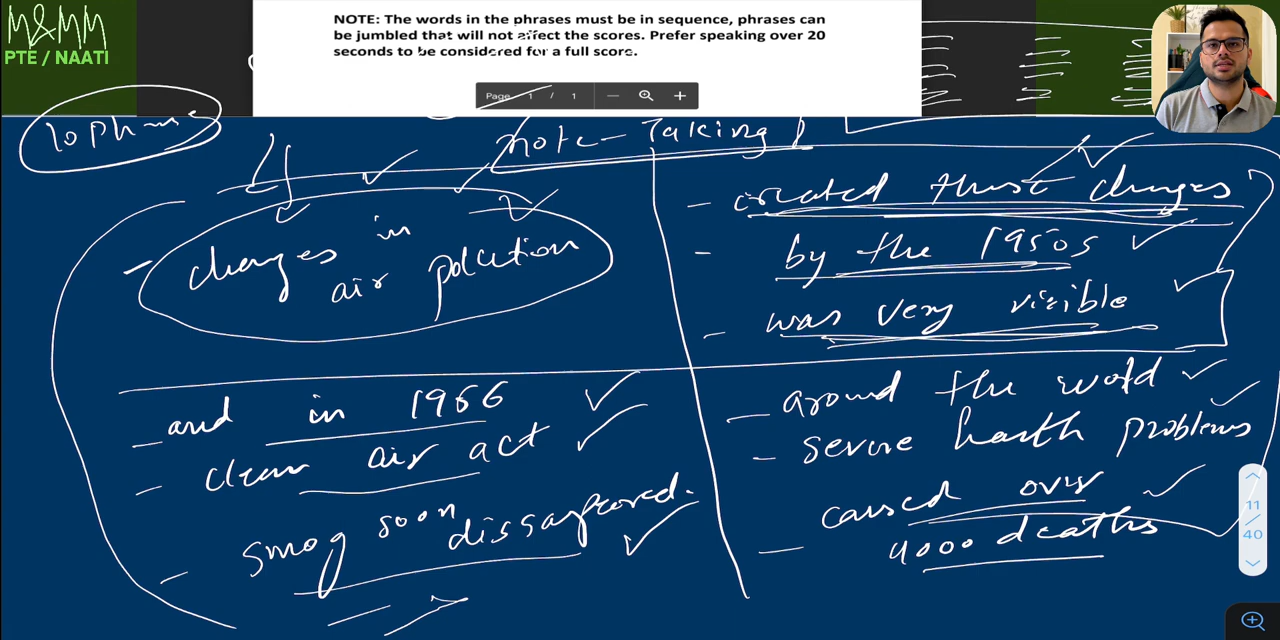 M&MM
PTE / NAATI
NOTE: The words in the phrases must be in sequence, phrases can
be jumbled that will not affect the scores. Prefer speaking over 20
seconds to be considered for a full score.
Page 1 / 1
10 phrases
Note-Taking
- changes in
air pollution
- created these changes
- by the 1950s
- was very visible
- and in 1956
- clean air act
- smog soon
dissappeared.
- around the world
- severe health problems
- caused over
4000 deaths
11
/
40